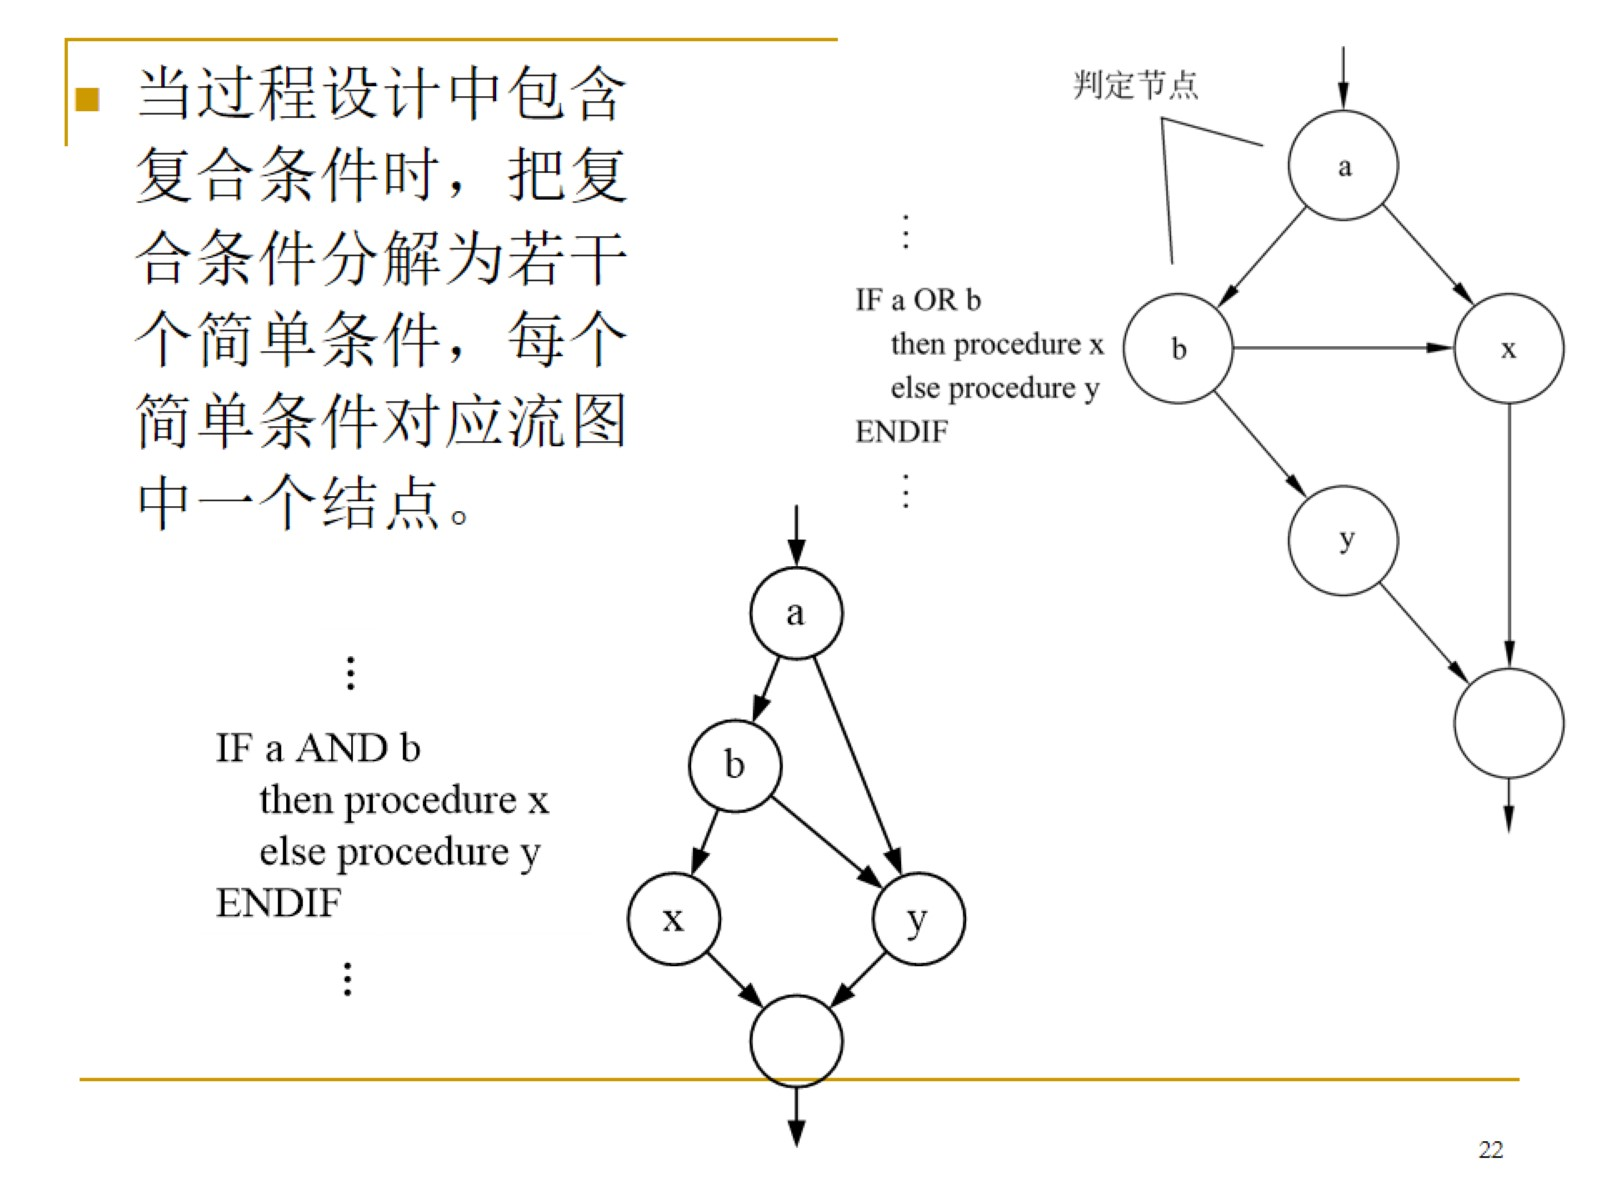 当过程设计中包含
复合条件时，把复
合条件分解为若干
个简单条件，每个
简单条件对应流图
中一个结点。
判定节点
a
⋮
IF a OR b
then procedure x
else procedure y
ENDIF
⋮
b
x
y
⋮
IF a AND b
then procedure x
else procedure y
ENDIF
⋮
a
b
x
y
22